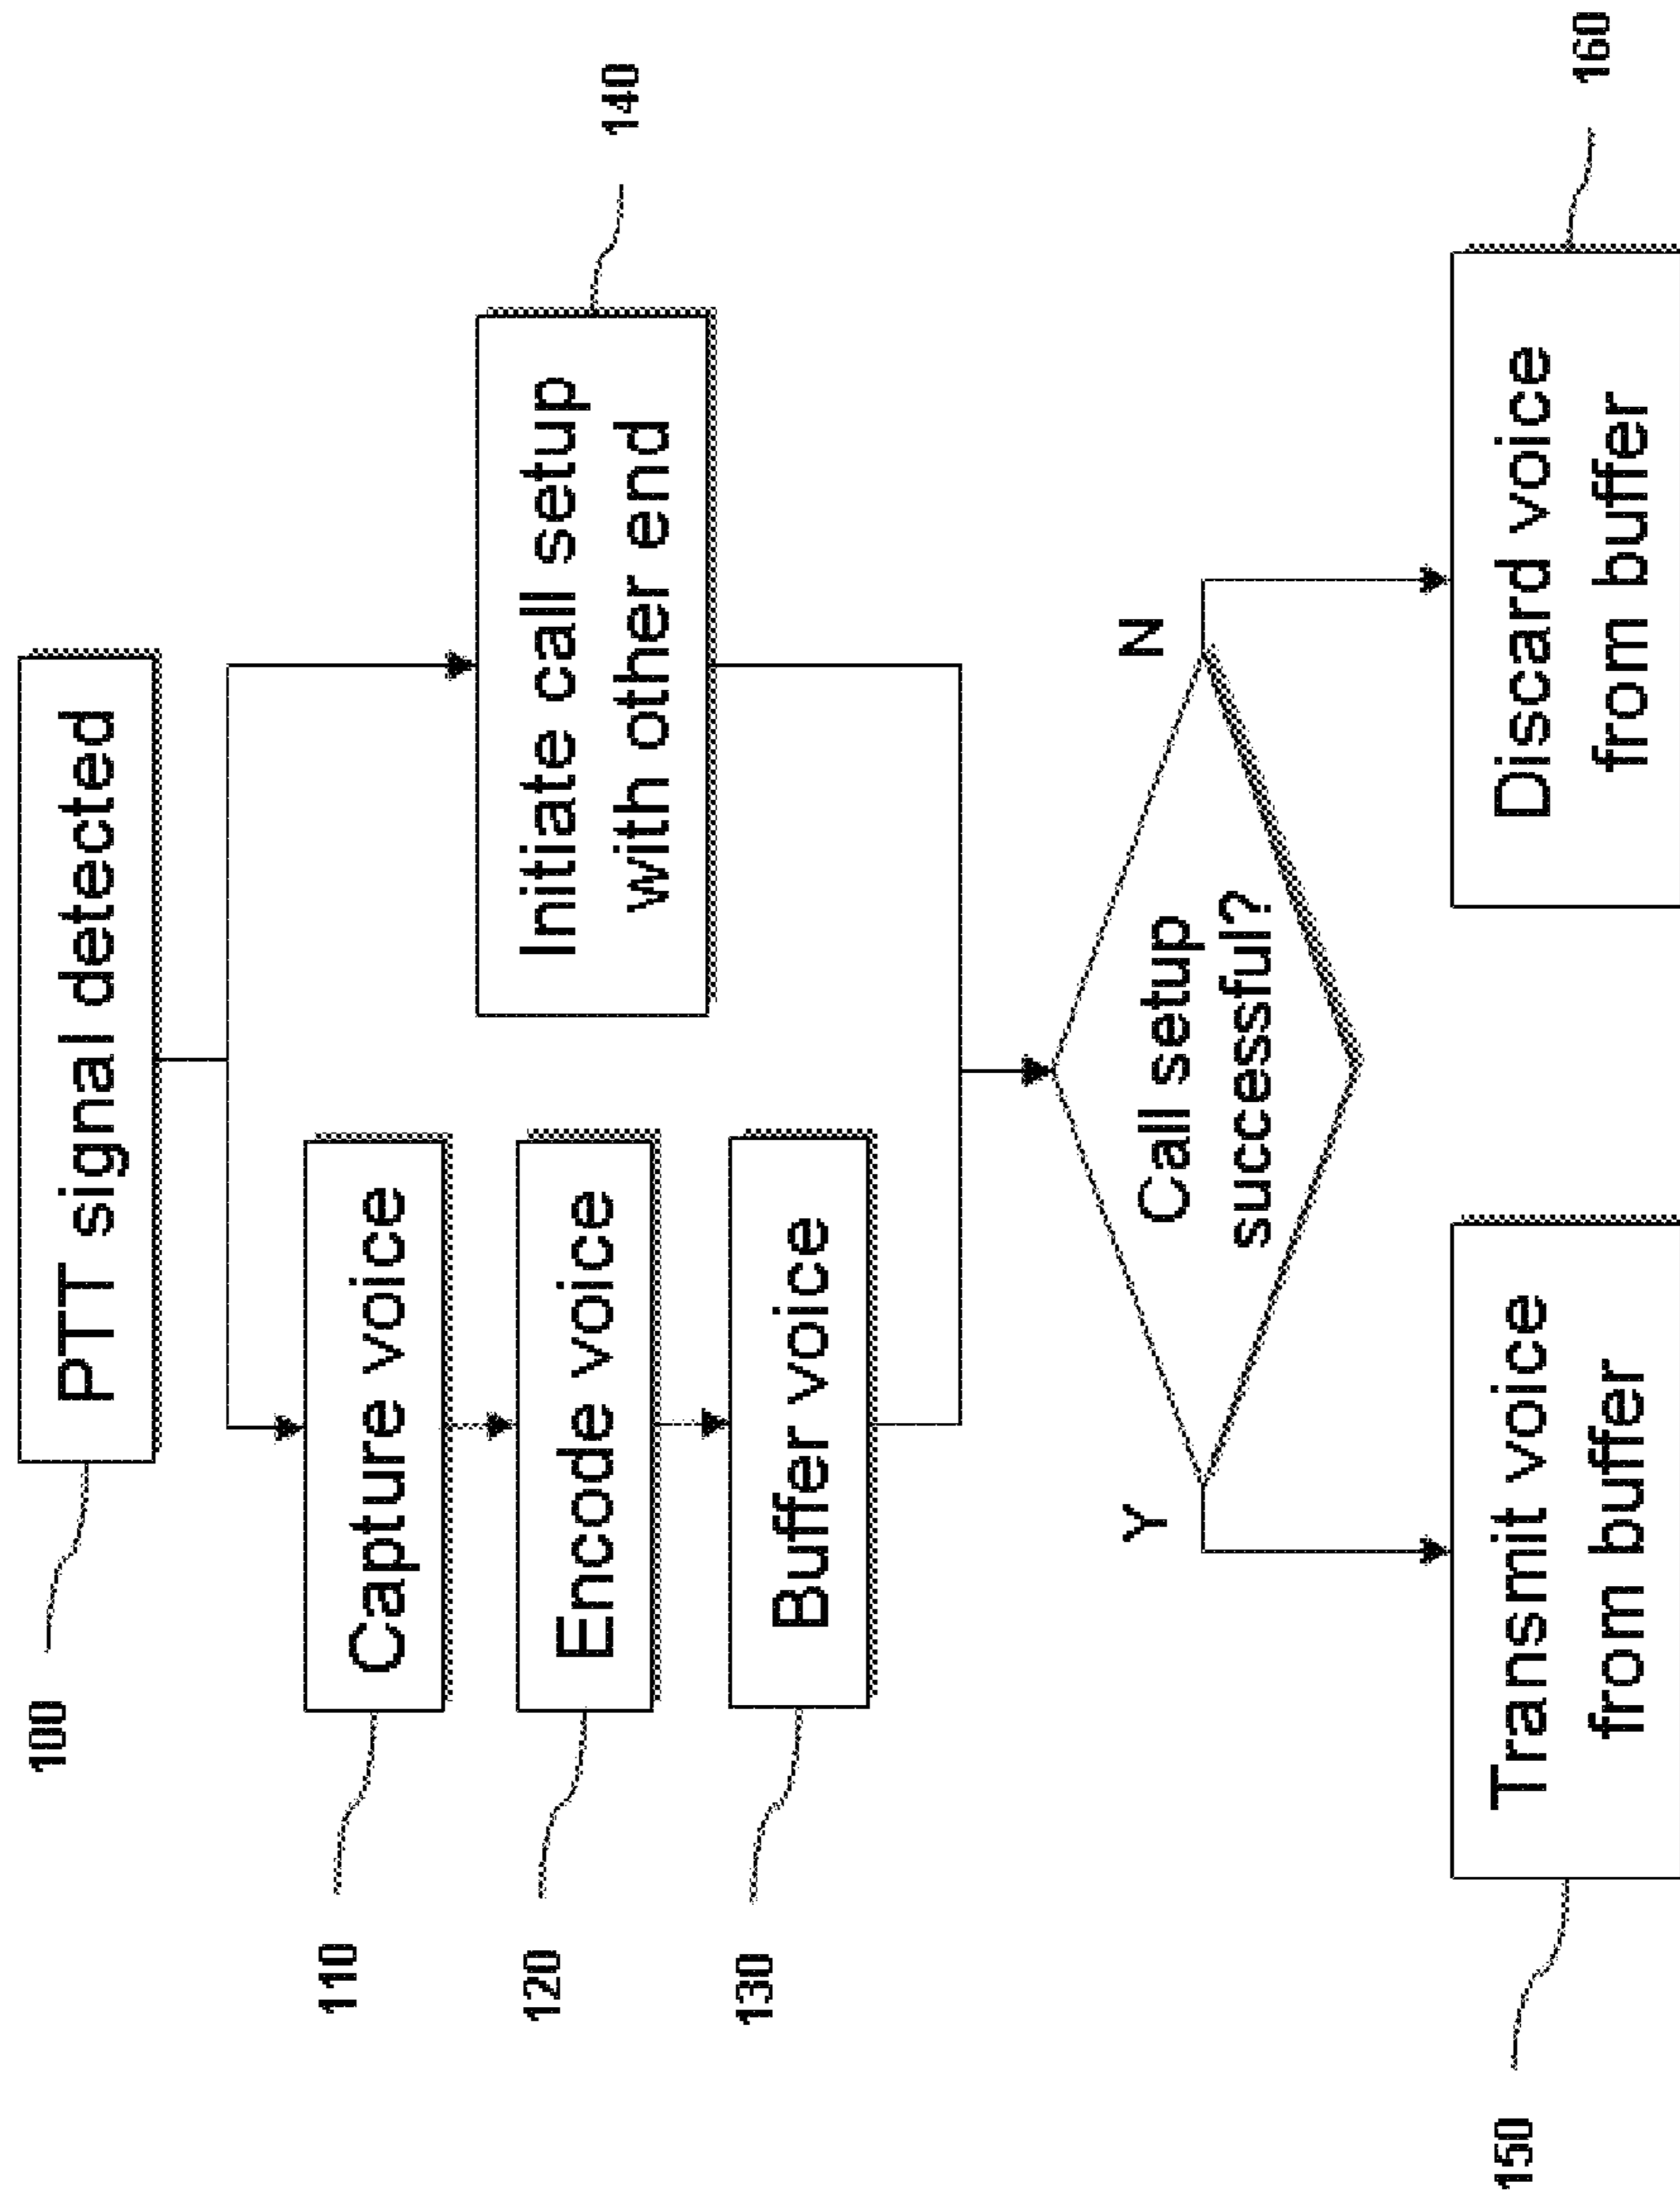 100
PTT signal detected
110
Capture voice
120
Encode voice
130
Buffer voice
Initiate call setup
with other end
140
Call setup
successful?
Y
N
150
Transmit voice
from buffer
Discard voice
from buffer
160